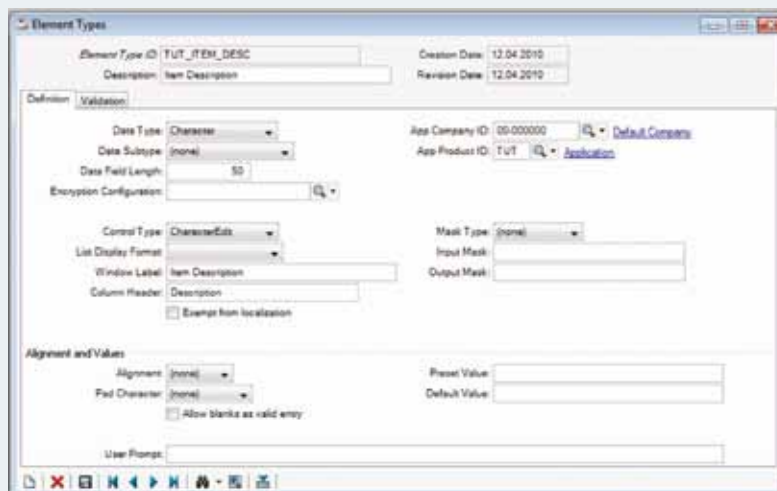 Element Types
Element Type ID: TUT_ITEM_DESC
Creation Date: 12.04.2010
Description: Item Description
Revision Date: 12.04.2010
Definition
Validation
Data Type: Character
App Company ID: 00-000000
Default Company
Data Subtype: (none)
App Product ID: TUT
Application
Data Field Length: 50
Encryption Configuration:
Control Type: CharacterEdit
Mask Type: (none)
List Display Format:
Input Mask:
Window Label: Item Description
Output Mask:
Column Header: Description
Exempt from localization
Alignment and Values
Alignment: (none)
Preset Value:
Pad Character: (none)
Default Value:
Allow blanks as valid entry
User Prompt: